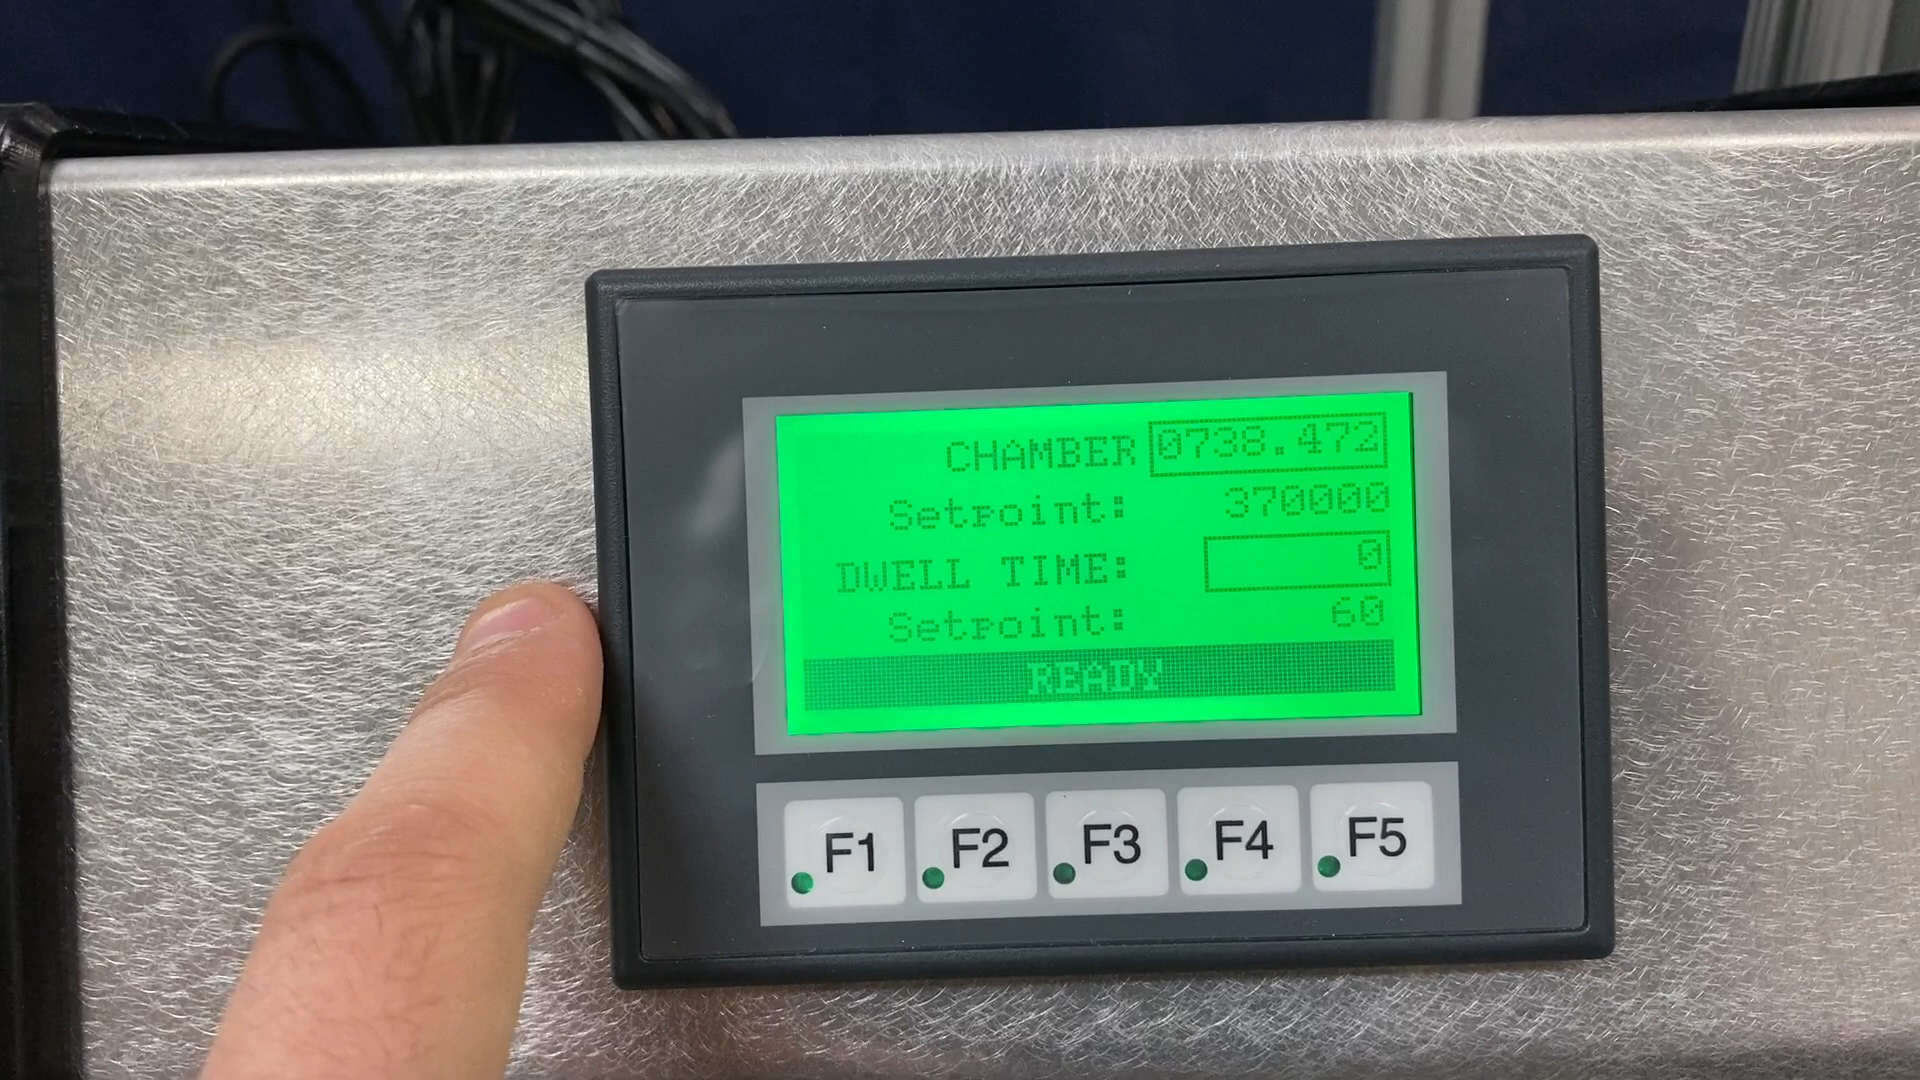 CHAMBER 0738.472
Setpoint: 370000
DWELL TIME: 0
Setpoint: 60
READY
F1 F2 F3 F4 F5